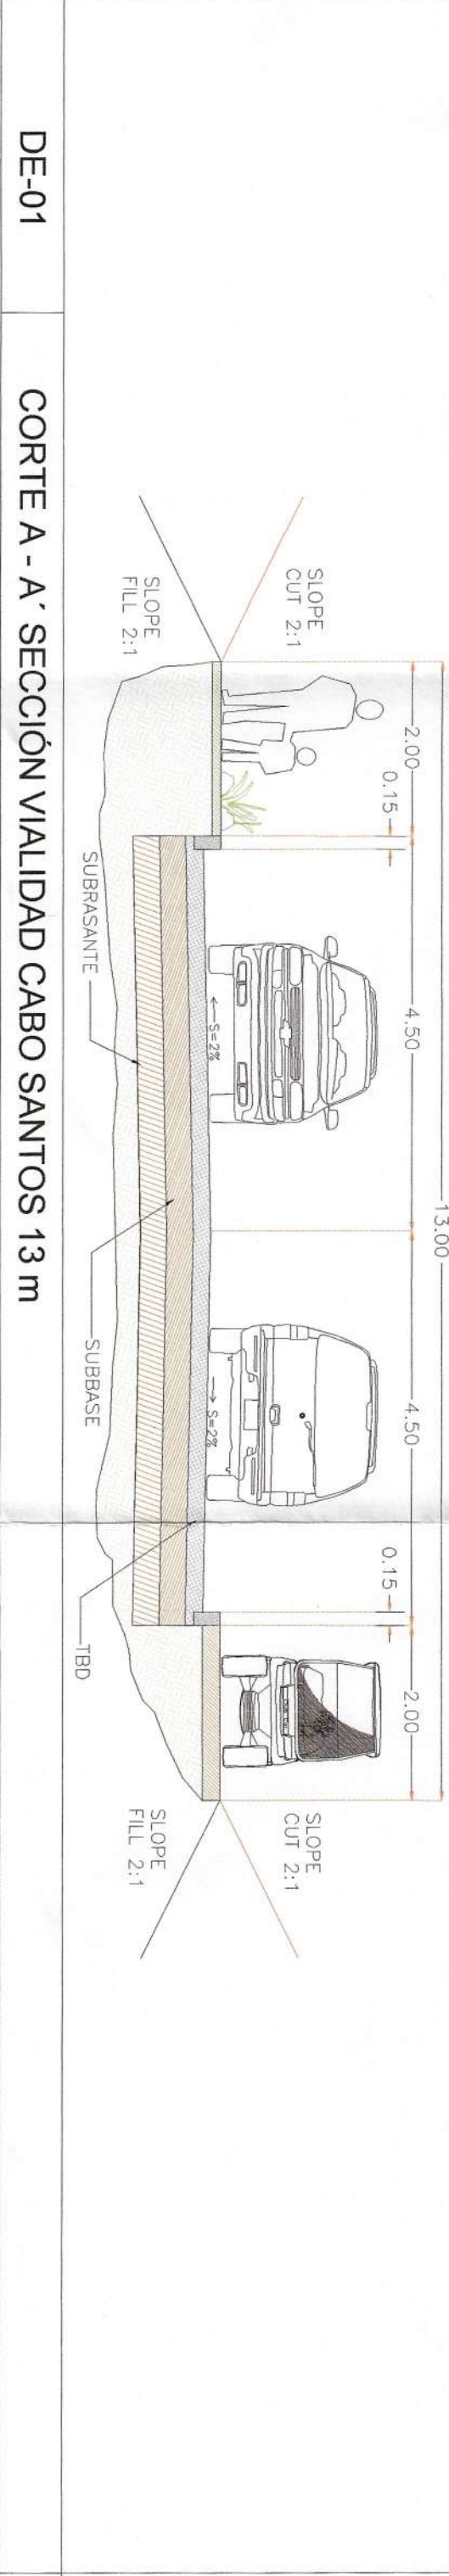 13.00
2.00
4.50
4.50
2.00
0.15
0.15
SLOPE
CUT 2:1
SLOPE
CUT 2:1
S=2%
S=2%
SLOPE
FILL 2:1
SLOPE
FILL 2:1
SUBRASANTE
SUBBASE
TBD
DE-01
CORTE A - A´ SECCIÓN VIALIDAD CABO SANTOS 13 m